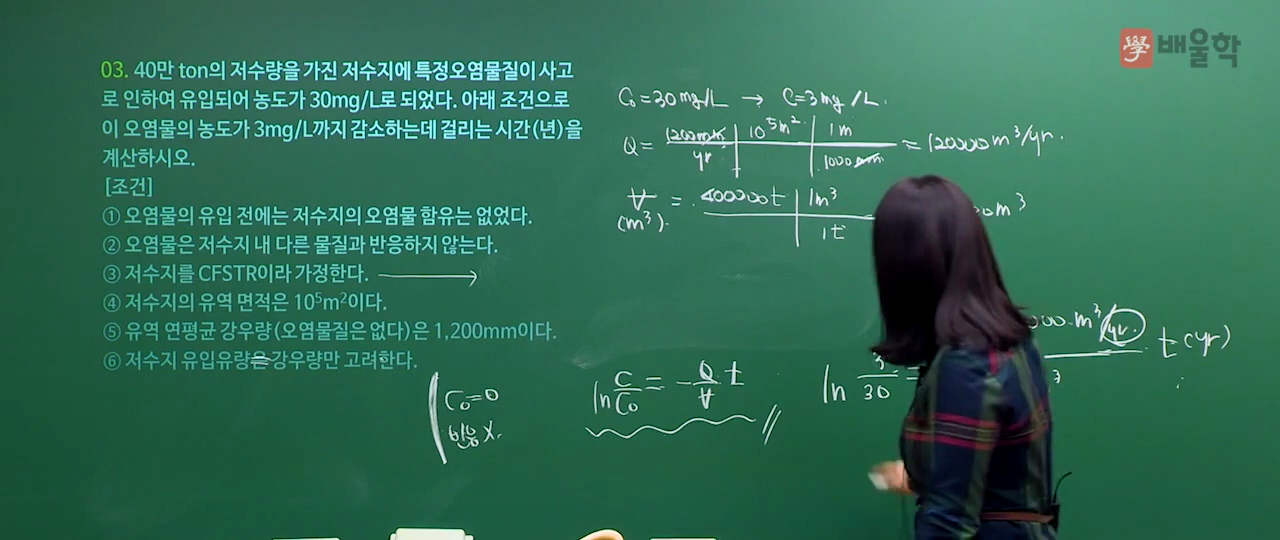 學 배울학
03. 40만 ton의 저수량을 가진 저수지에 특정오염물질이 사고
로 인하여 유입되어 농도가 30mg/L로 되었다. 아래 조건으로
이 오염물의 농도가 3mg/L까지 감소하는데 걸리는 시간(년)을
계산하시오.
[조건]
① 오염물의 유입 전에는 저수지의 오염물 함유는 없었다.
② 오염물은 저수지 내 다른 물질과 반응하지 않는다.
③ 저수지를 CFSTR이라 가정한다.
④ 저수지의 유역 면적은 10⁵m²이다.
⑤ 유역 연평균 강우량(오염물질은 없다)은 1,200mm이다.
⑥ 저수지 유입유량은 강우량만 고려한다.
C₀=30mg/L → C=3mg/L.
Q= 1200mm 10⁵m² 1m = 120000m³/yr.
yr 1000mm
V = 400000t 1m³ m³
(m³). 1t
C₀=0
반응 X.
ln C/C₀ = - Q/V t
ln 3/30 000 m³/yr. t(yr)